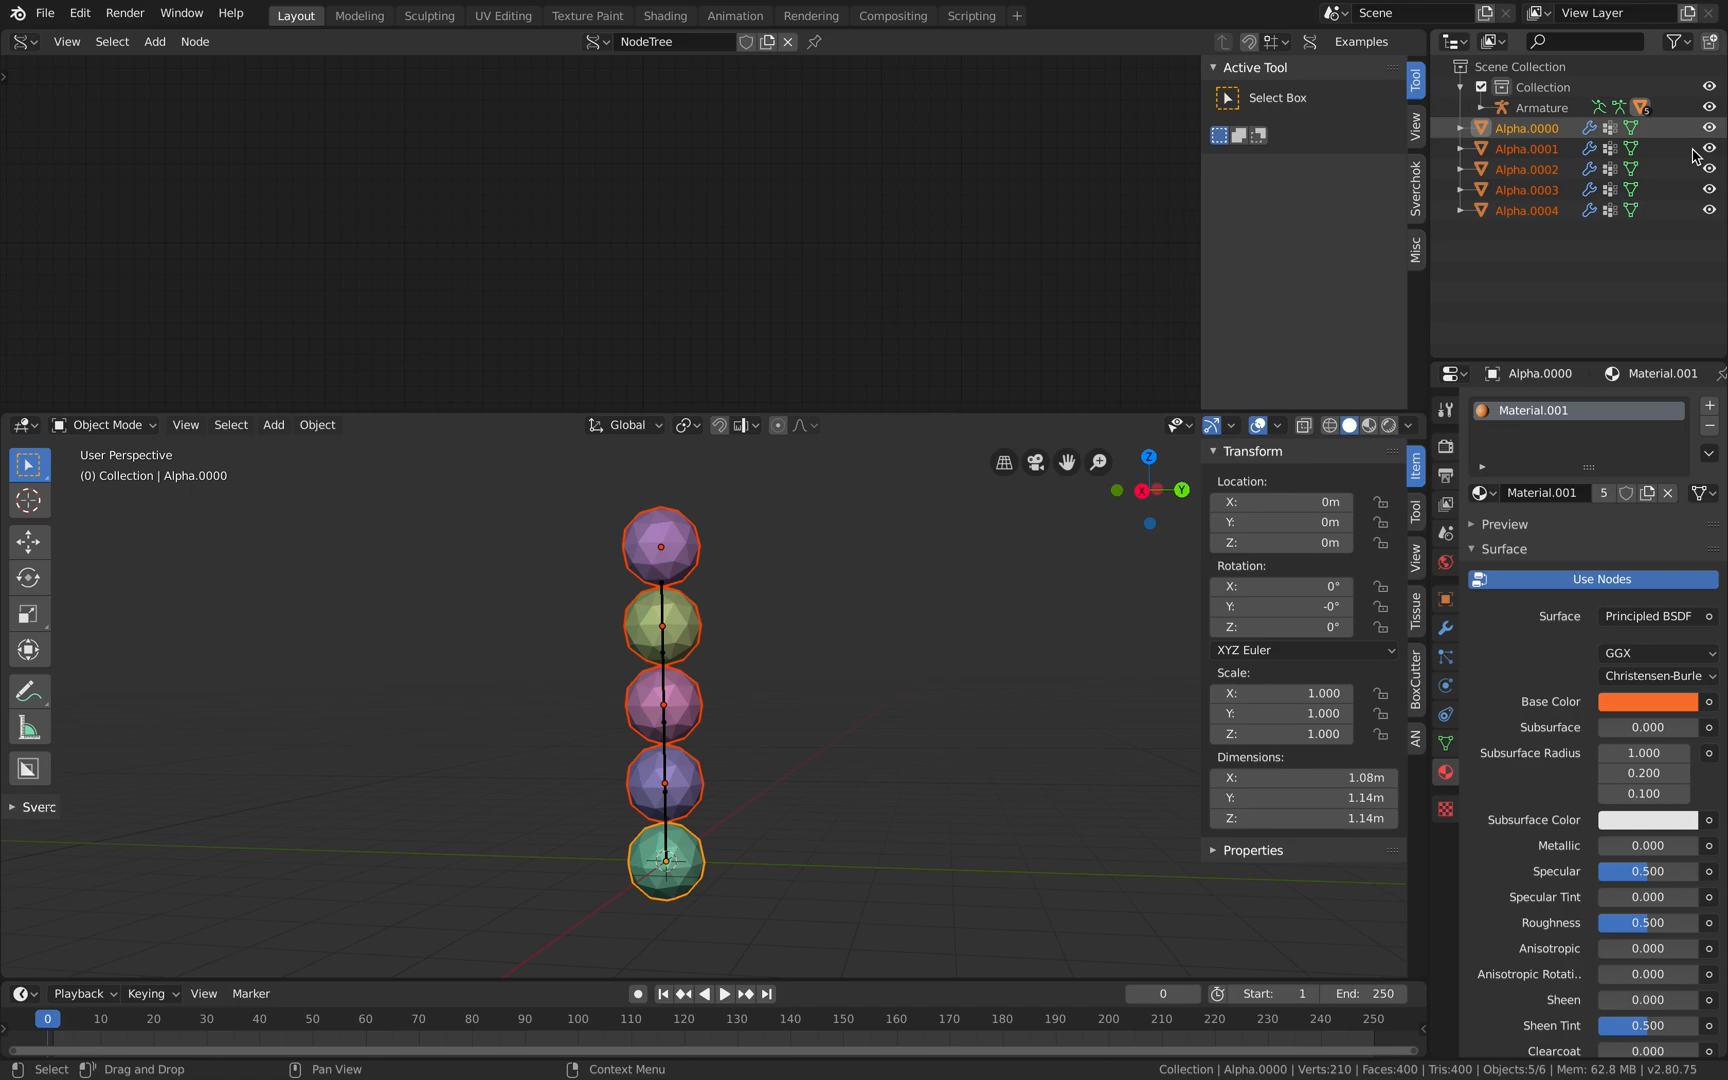 File Edit Render Window Help Layout Modeling Sculpting UV Editing Texture Paint Shading Animation Rendering Compositing Scripting + Scene View Layer
View Select Add Node NodeTree Examples
Active Tool
Select Box
Tool
View
Sverchok
Misc
Scene Collection
Collection
Armature 5
Alpha.0000
Alpha.0001
Alpha.0002
Alpha.0003
Alpha.0004
Object Mode View Select Add Object Global
User Perspective
(0) Collection | Alpha.0000
Z
X
Y
Sverc
Transform
Location:
X: 0m
Y: 0m
Z: 0m
Rotation:
X: 0°
Y: -0°
Z: 0°
XYZ Euler
Scale:
X: 1.000
Y: 1.000
Z: 1.000
Dimensions:
X: 1.08m
Y: 1.14m
Z: 1.14m
Properties
Item
Tool
View
Tissue
BoxCutter
AN
Alpha.0000 Material.001
Material.001
Material.001 5
Preview
Surface
Use Nodes
Surface Principled BSDF
GGX
Christensen-Burle
Base Color
Subsurface 0.000
Subsurface Radius 1.000
0.200
0.100
Subsurface Color
Metallic 0.000
Specular 0.500
Specular Tint 0.000
Roughness 0.500
Anisotropic 0.000
Anisotropic Rotati.. 0.000
Sheen 0.000
Sheen Tint 0.500
Clearcoat 0.000
Playback Keying View Marker 0 Start: 1 End: 250
0 10 20 30 40 50 60 70 80 90 100 110 120 130 140 150 160 170 180 190 200 210 220 230 240 250
Select Drag and Drop Pan View Context Menu Collection | Alpha.0000 | Verts:210 | Faces:400 | Tris:400 | Objects:5/6 | Mem: 62.8 MB | v2.80.75